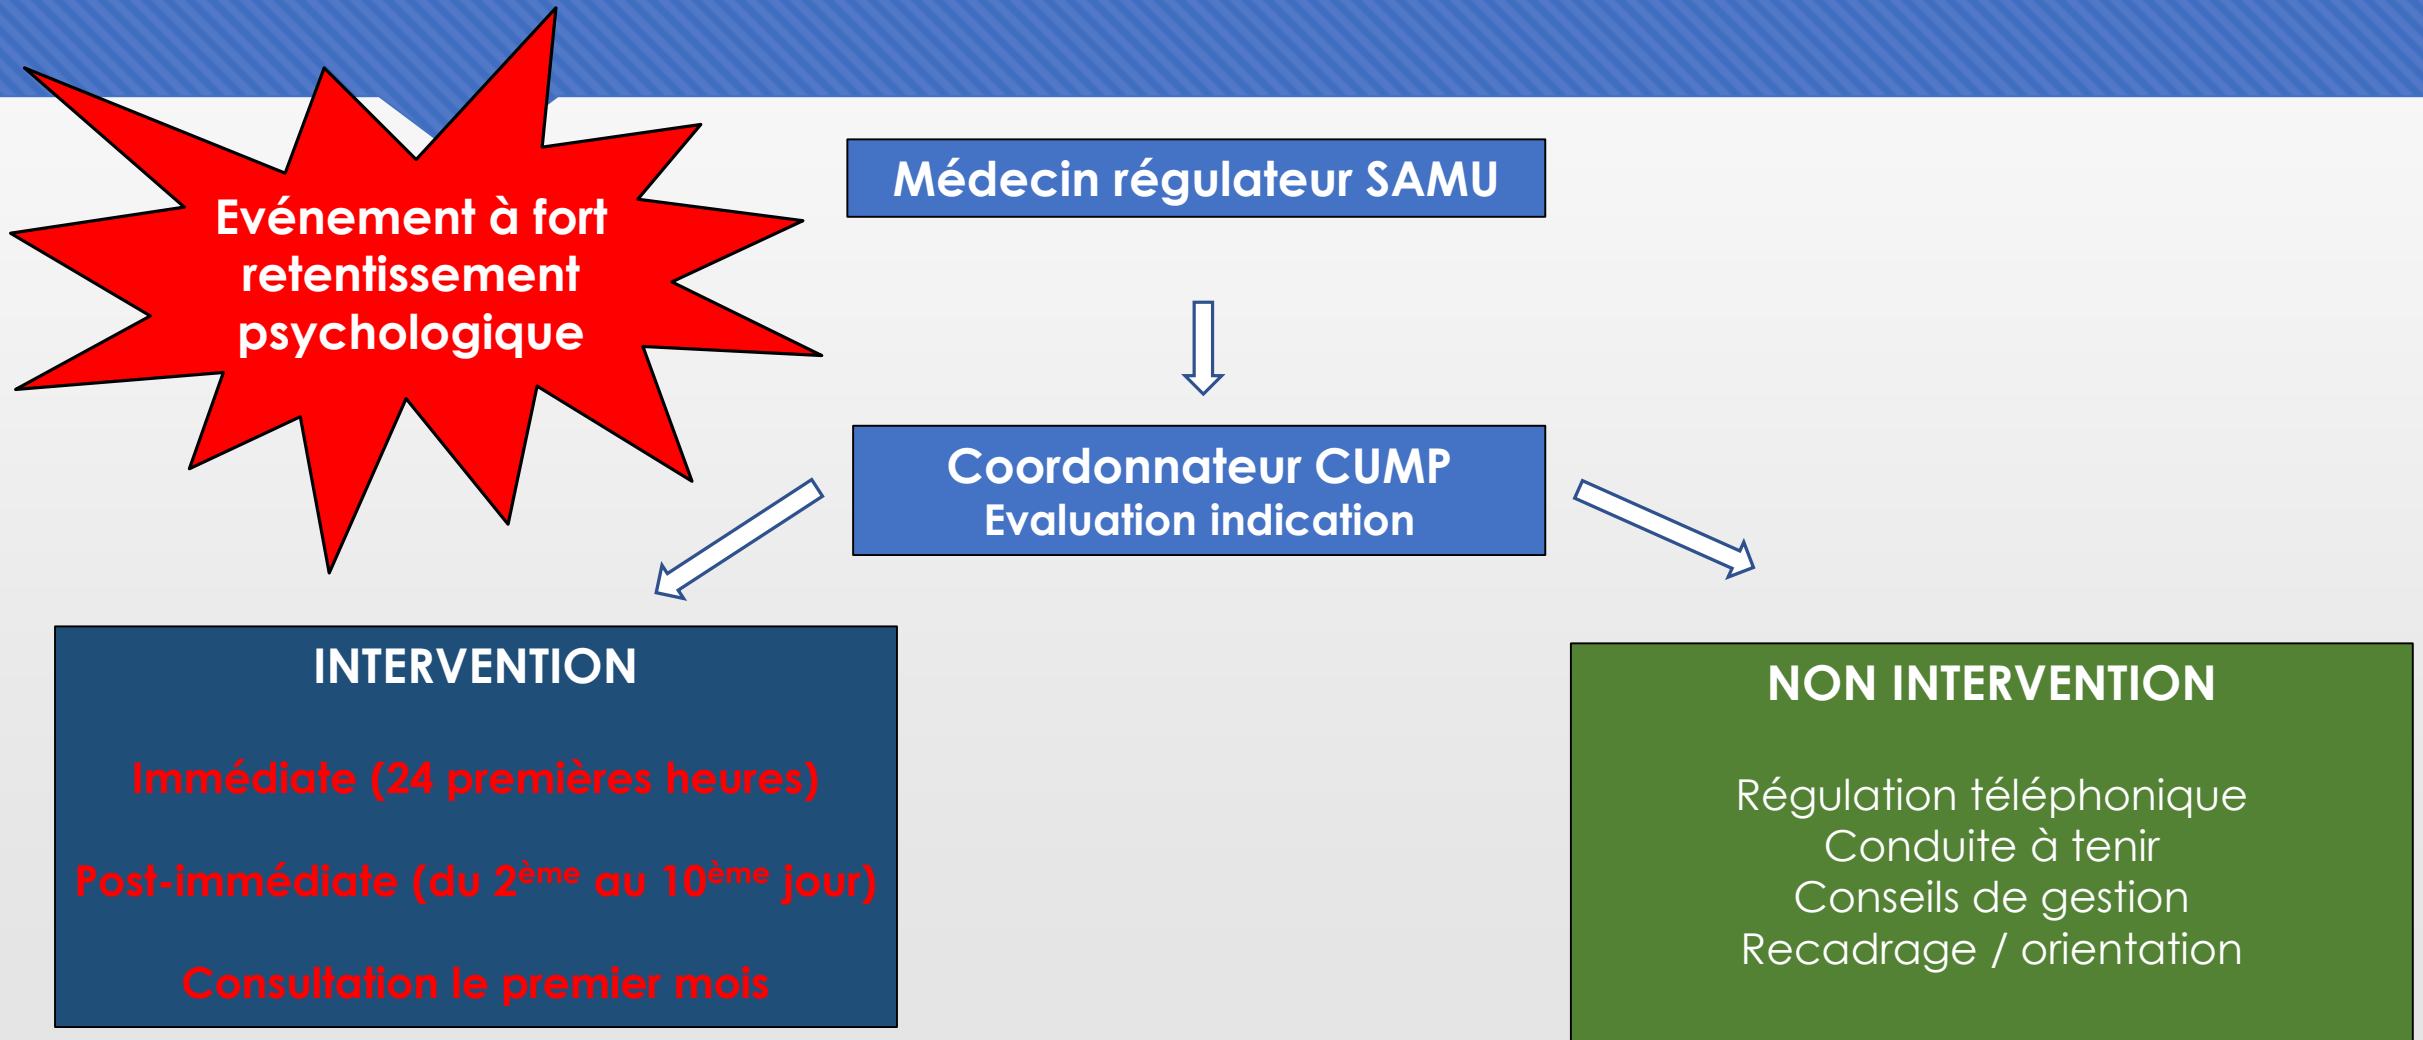 Evénement à fort
retentissement
psychologique
Médecin régulateur SAMU
Coordonnateur CUMP
Evaluation indication
INTERVENTION
Immédiate (24 premières heures)
Post-immédiate (du 2ème au 10ème jour)
Consultation le premier mois
NON INTERVENTION
Régulation téléphonique
Conduite à tenir
Conseils de gestion
Recadrage / orientation